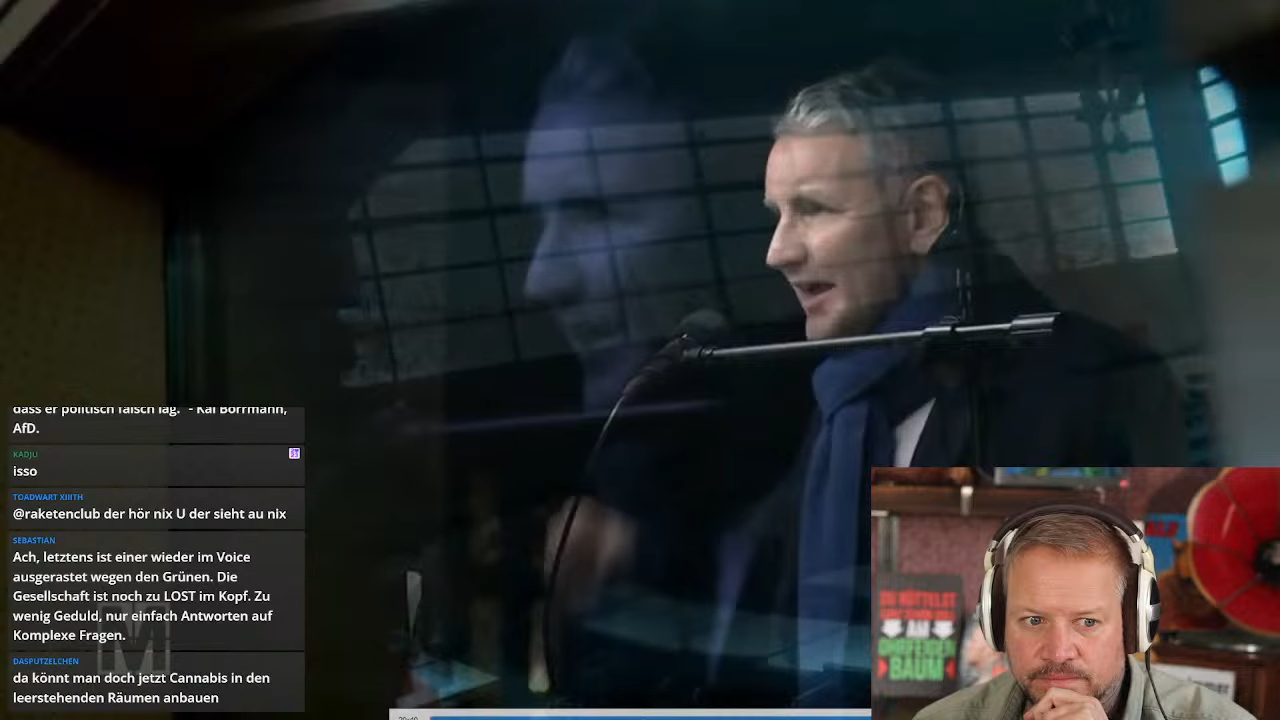 dass er politisch falsch lag." - Kai Borrmann,
AfD.
KADJU
isso
TOADWART XIIITH
@raketenclub der hör nix U der sieht au nix
SEBASTIAN
Ach, letztens ist einer wieder im Voice
ausgerastet wegen den Grünen. Die
Gesellschaft ist noch zu LOST im Kopf. Zu
wenig Geduld, nur einfach Antworten auf
Komplexe Fragen.
DASPUTZELCHEN
da könnt man doch jetzt Cannabis in den
leerstehenden Räumen anbauen
M
DU RÜTTELST
AM
OHRFEIGEN
BAUM